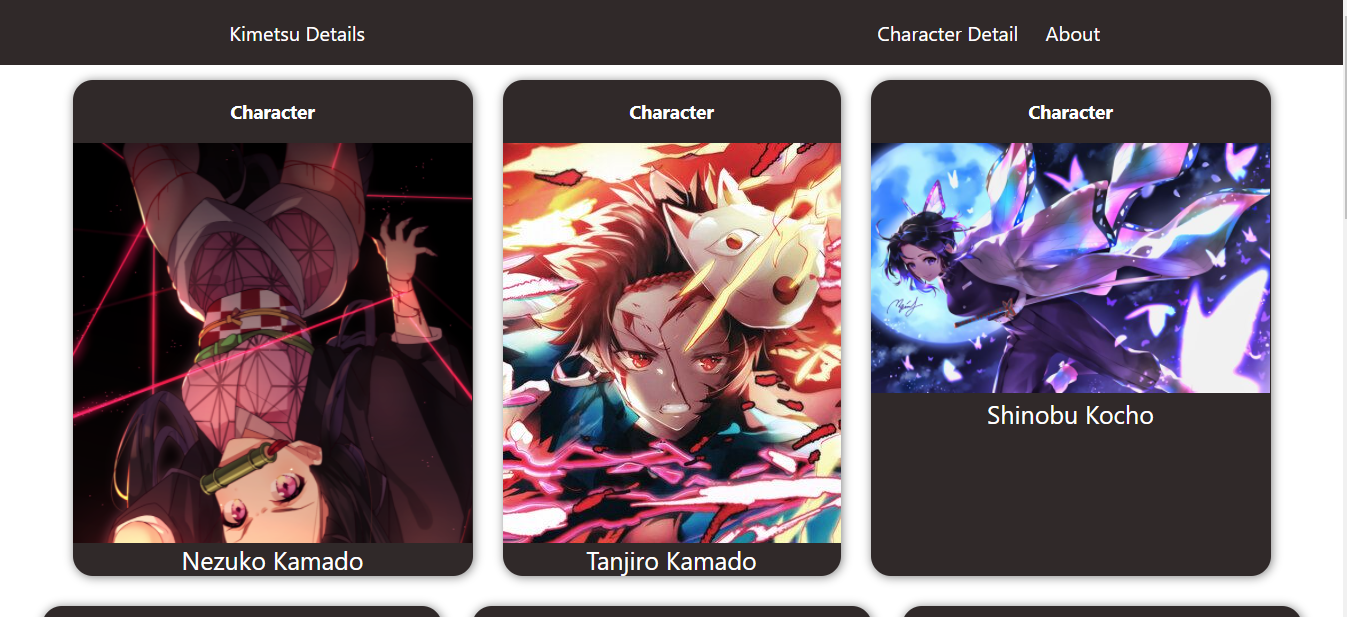 Kimetsu Details
Character Detail
About
Character
Character
Character
Nezuko Kamado
Tanjiro Kamado
Shinobu Kocho